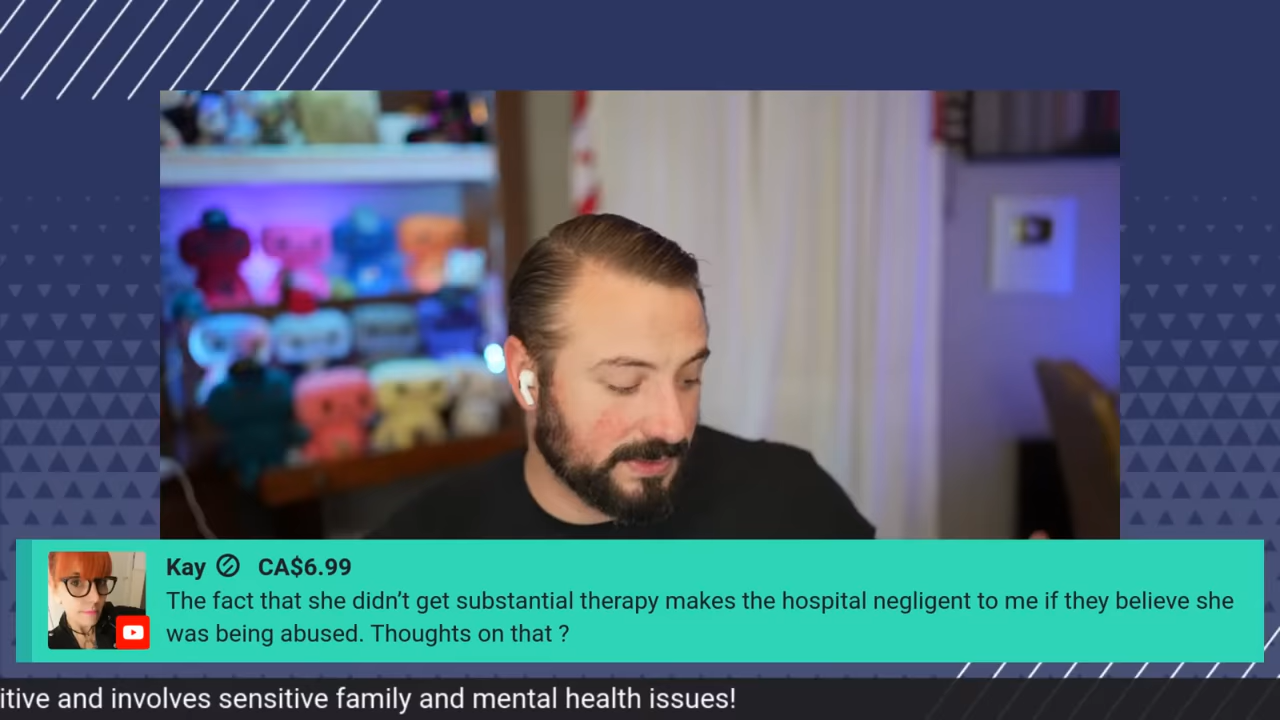 Kay CA$6.99
The fact that she didn’t get substantial therapy makes the hospital negligent to me if they believe she
was being abused. Thoughts on that ?
itive and involves sensitive family and mental health issues!